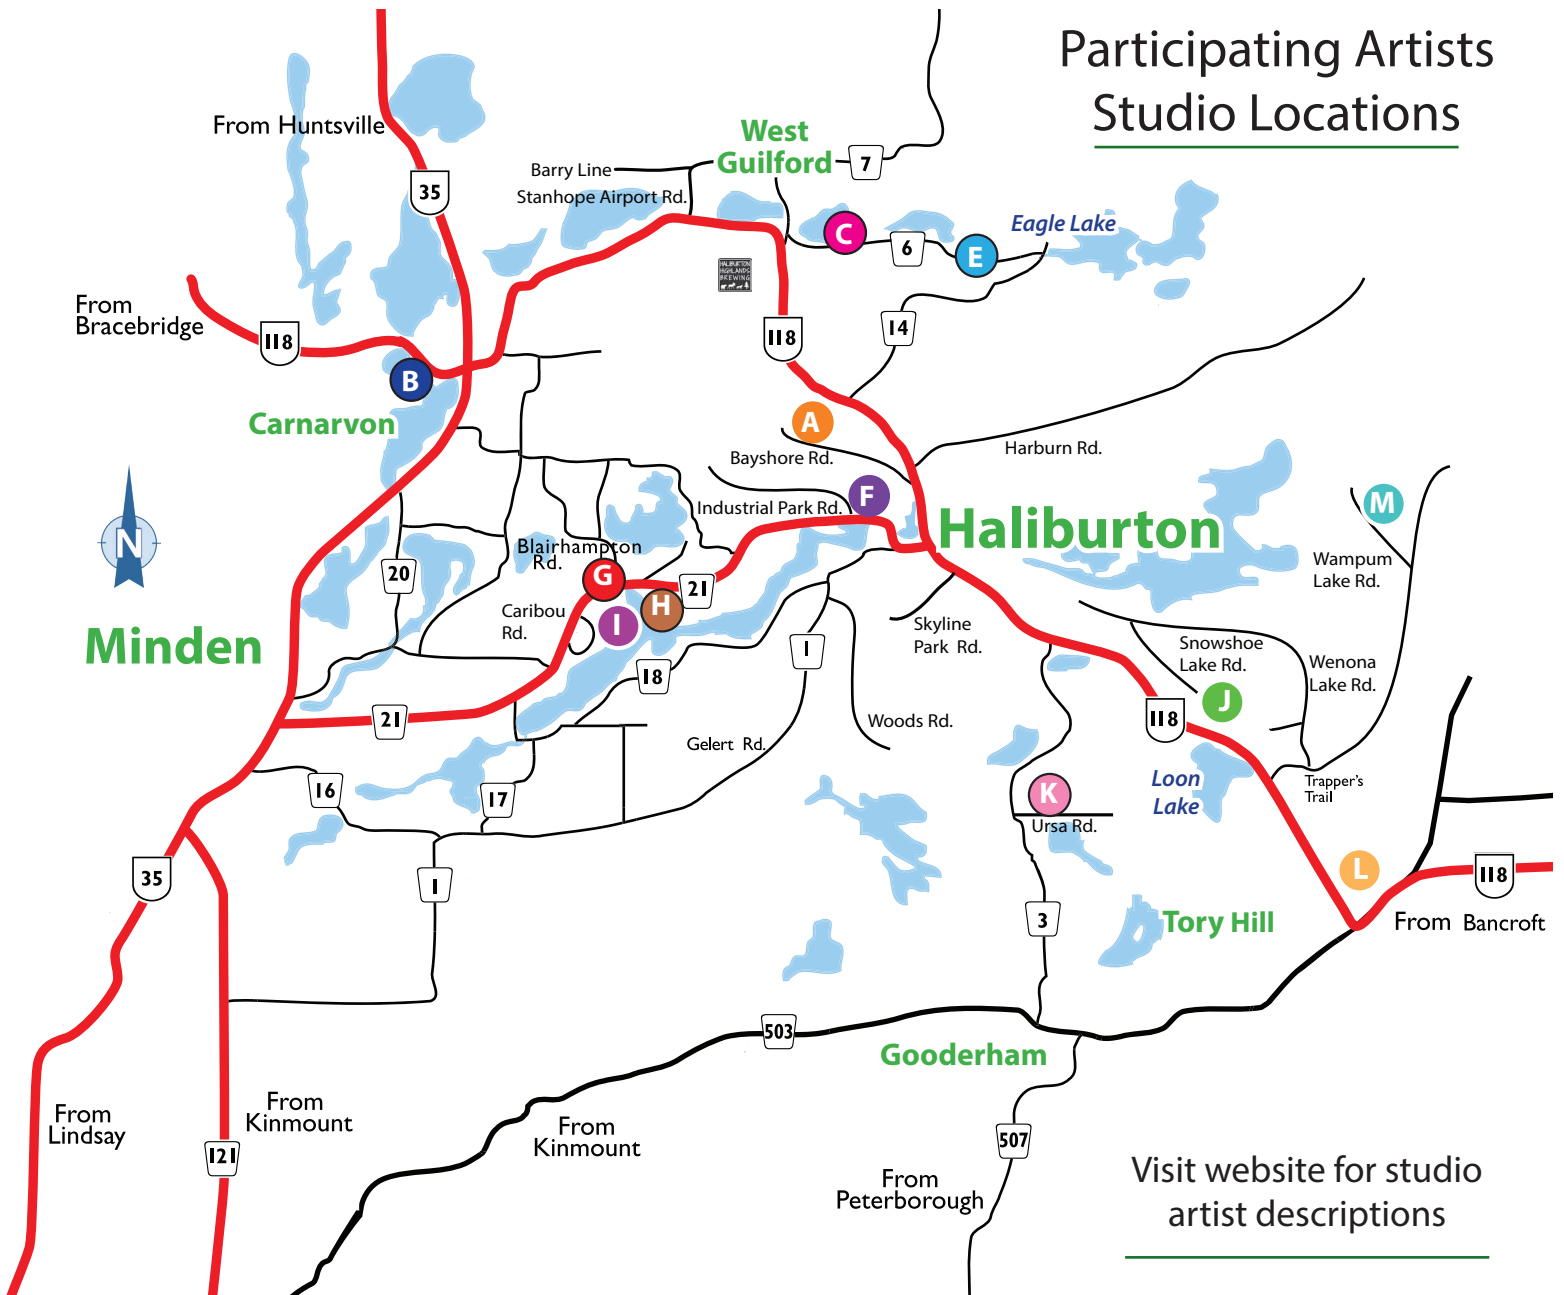 Participating Artists
Studio Locations
From Huntsville
West
Guilford
7
Barry Line
Stanhope Airport Rd.
35
C
6
E
Eagle Lake
HALIBURTON
HIGHLANDS
BREWING
From
Bracebridge
118
118
14
B
Carnarvon
A
Bayshore Rd.
Harburn Rd.
F
Industrial Park Rd.
Haliburton
M
N
Blairhampton
Rd.
Wampum
Lake Rd.
20
G
21
Caribou
Rd.
I
H
Skyline
Park Rd.
Minden
1
18
Snowshoe
Lake Rd.
Wenona
Lake Rd.
J
21
Woods Rd.
118
Gelert Rd.
16
17
Loon
Lake
Trapper's
Trail
K
Ursa Rd.
35
1
L
118
3
Tory Hill
From Bancroft
503
Gooderham
From
Lindsay
From
Kinmount
From
Kinmount
121
507
From
Peterborough
Visit website for studio
artist descriptions